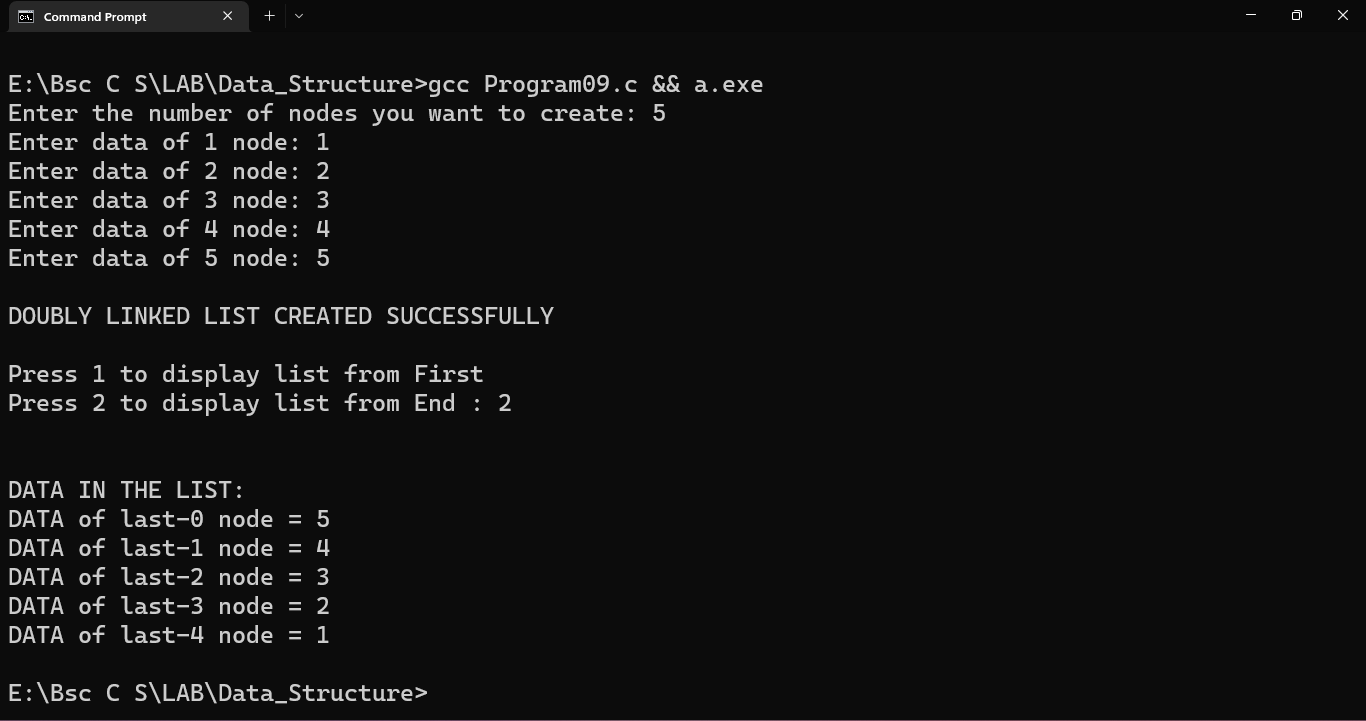 Command Prompt
E:\Bsc C S\LAB\Data_Structure>gcc Program09.c && a.exe
Enter the number of nodes you want to create: 5
Enter data of 1 node: 1
Enter data of 2 node: 2
Enter data of 3 node: 3
Enter data of 4 node: 4
Enter data of 5 node: 5
DOUBLY LINKED LIST CREATED SUCCESSFULLY
Press 1 to display list from First
Press 2 to display list from End : 2
DATA IN THE LIST:
DATA of last-0 node = 5
DATA of last-1 node = 4
DATA of last-2 node = 3
DATA of last-3 node = 2
DATA of last-4 node = 1
E:\Bsc C S\LAB\Data_Structure>